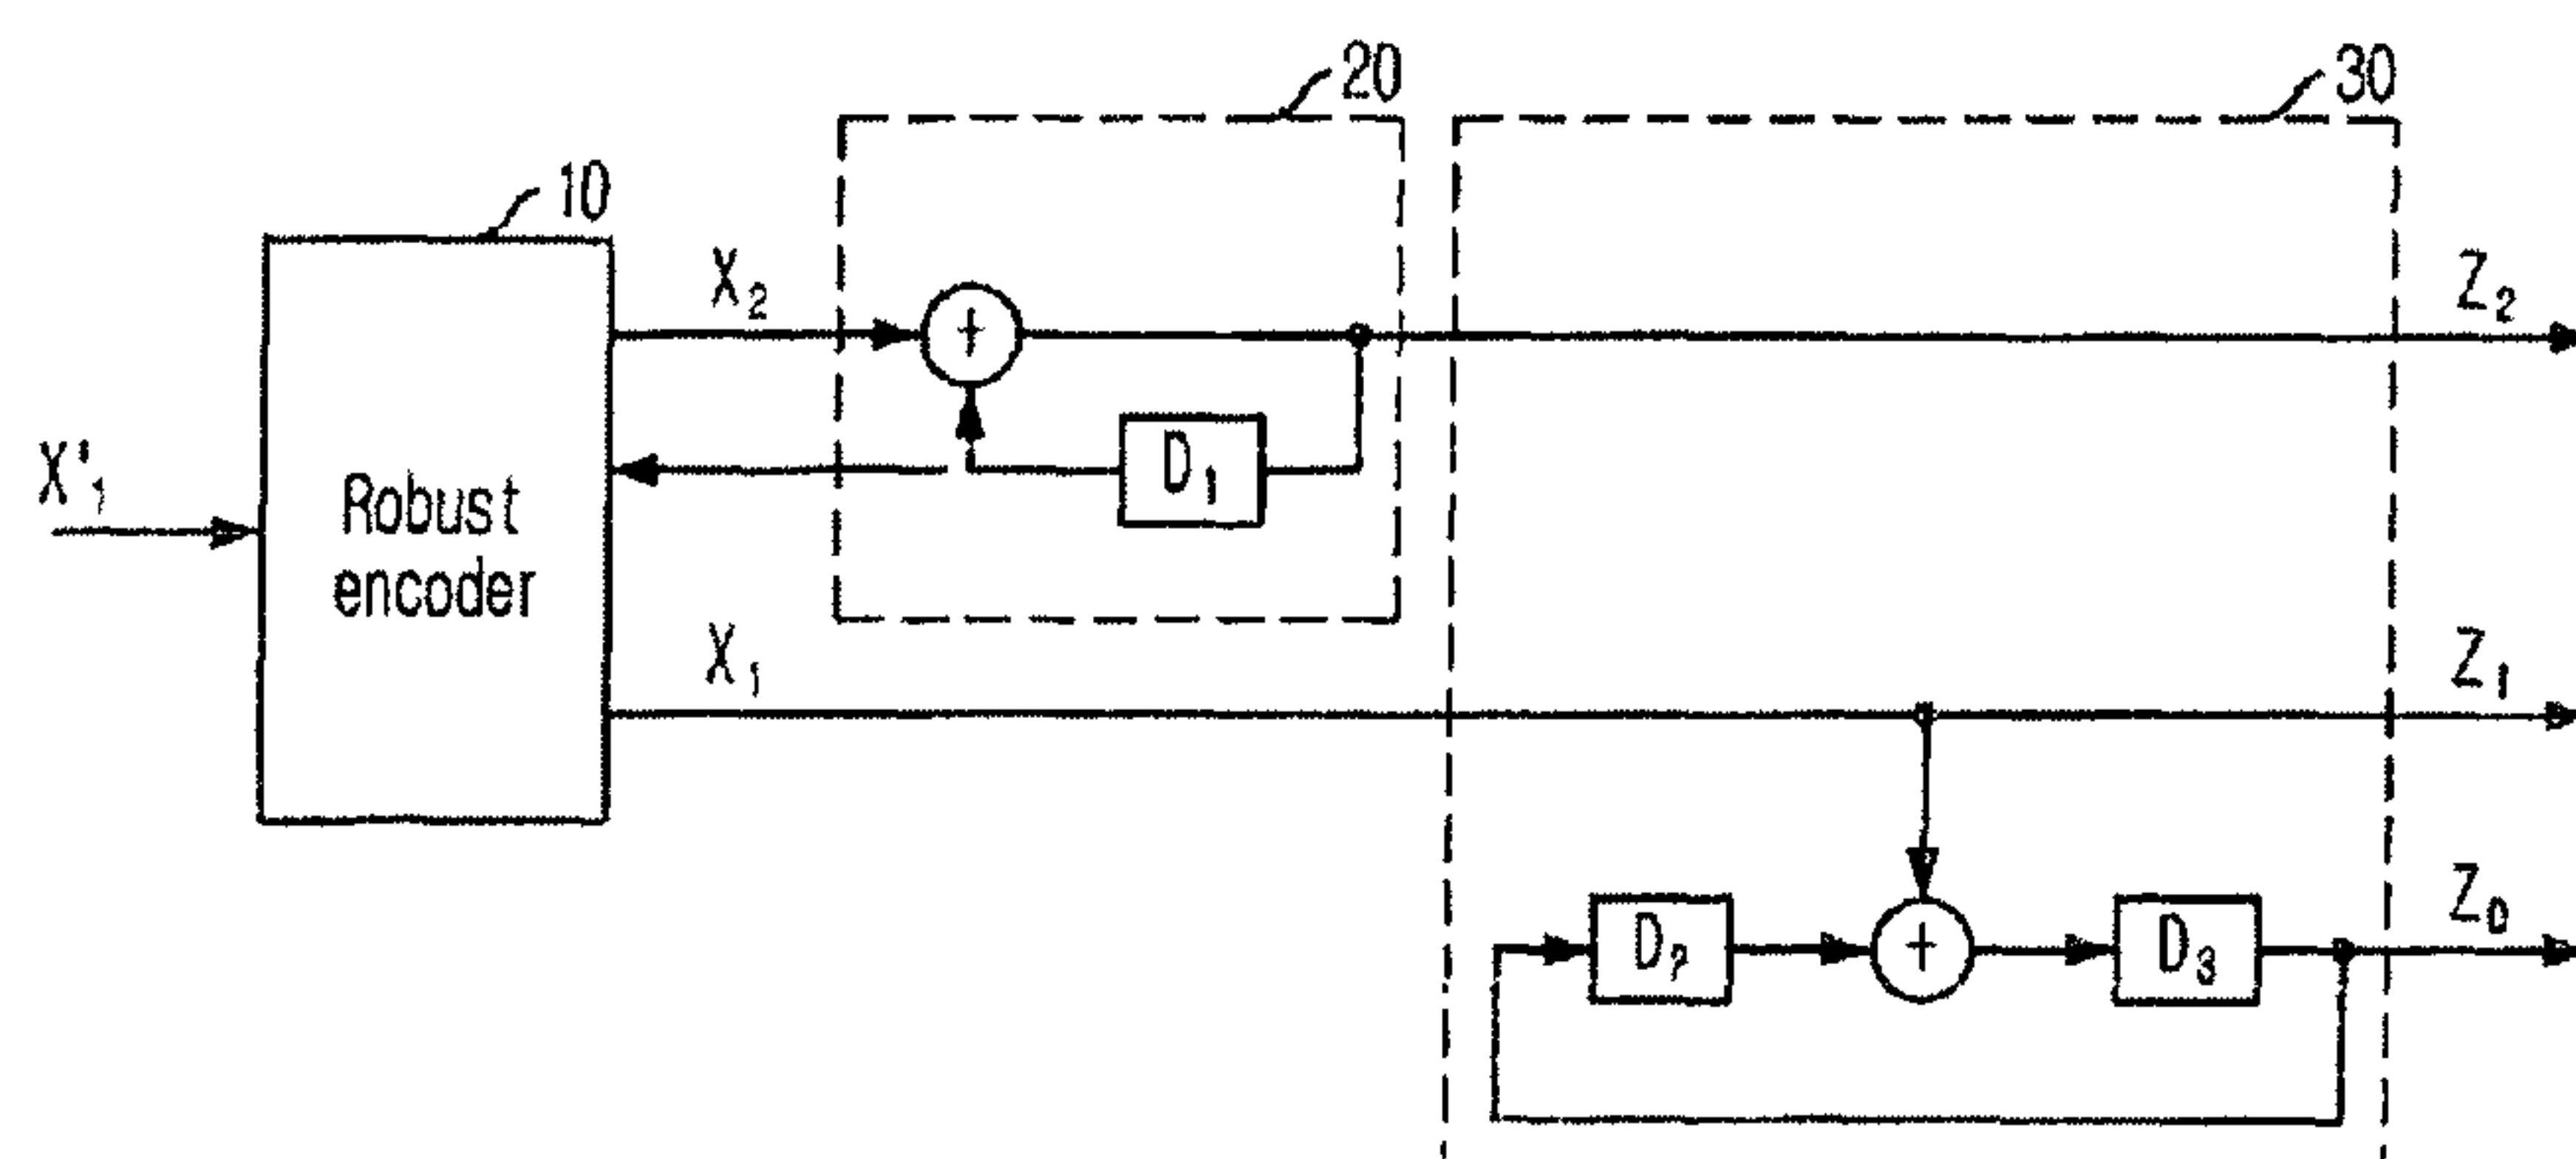 20
30
10
X₂
+
Z₂
D₁
X'₁
Robust
encoder
X₁
Z₁
D₂
+
D₃
Z₀